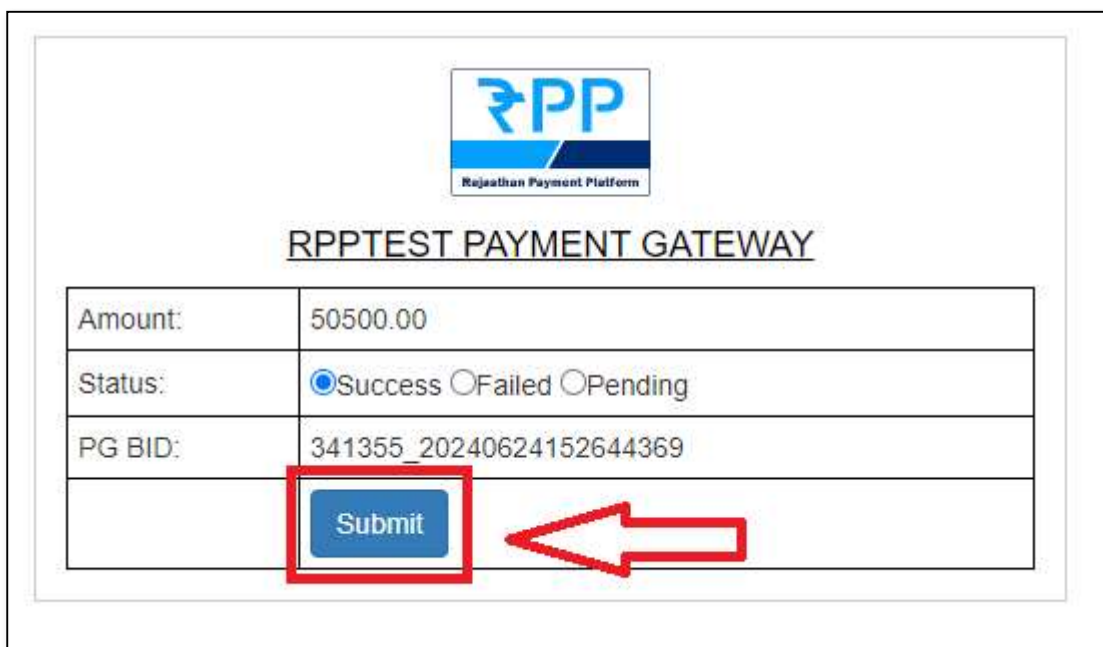 ₹PP
Rajasthan Payment Platform
RPPTEST PAYMENT GATEWAY
Amount: 50500.00
Status: Success Failed Pending
PG BID: 341355_20240624152644369
Submit